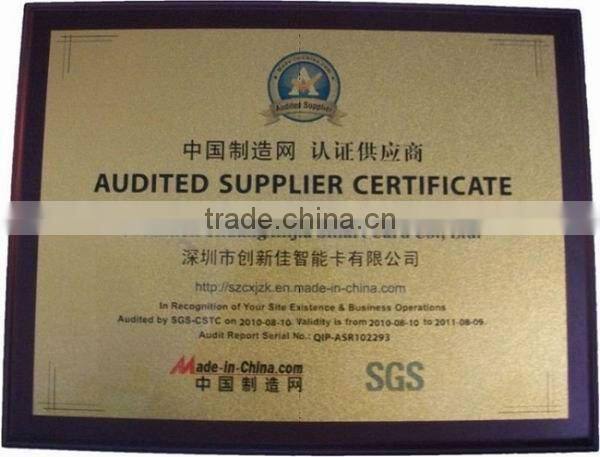 Made-in-China.com
Audited Supplier
中国制造网 认证供应商
AUDITED SUPPLIER CERTIFICATE
trade.china.cn
深圳市创新佳智能卡有限公司
http://szcxjzk.en.made-in-china.com
In Recognition of Your Site Existence & Business Operations
Audited by SGS-CSTC on 2010-08-10. Validity is from 2010-08-10 to 2011-08-09.
Audit Report Serial No.: QIP-ASR102293
Made-in-China.com
中国制造网
SGS